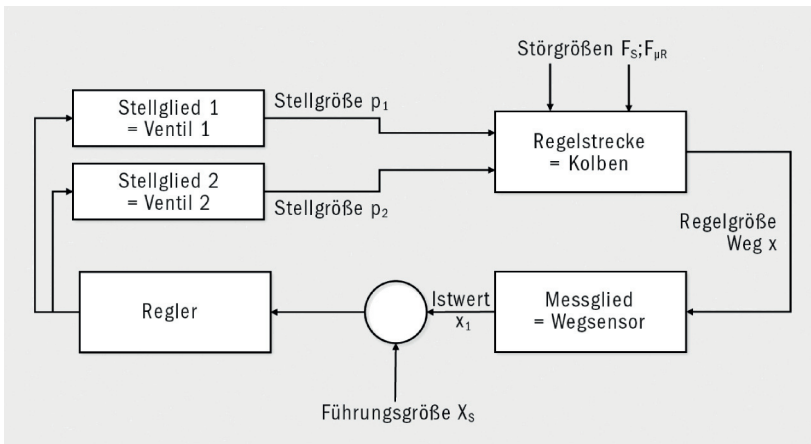 Störgrößen F_S;F_μR
Stellglied 1
= Ventil 1
Stellgröße p₁
Regelstrecke
= Kolben
Stellglied 2
= Ventil 2
Stellgröße p₂
Regelgröße
Weg x
Regler
Istwert
x₁
Messglied
= Wegsensor
Führungsgröße X_S